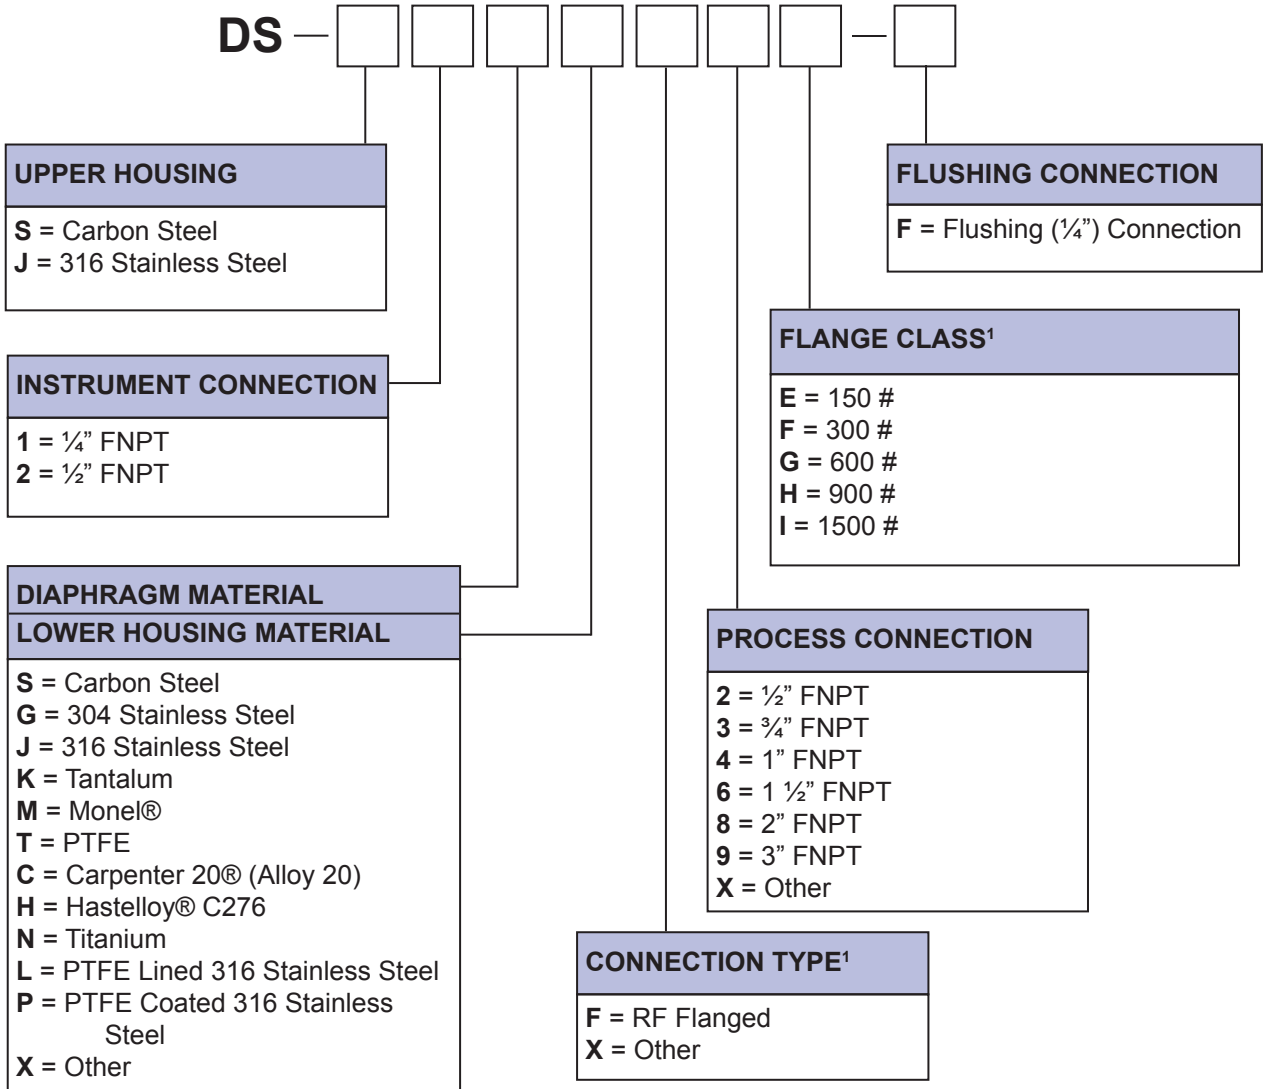 DS
UPPER HOUSING
S = Carbon Steel
J = 316 Stainless Steel
INSTRUMENT CONNECTION
1 = ¼” FNPT
2 = ½” FNPT
DIAPHRAGM MATERIAL
LOWER HOUSING MATERIAL
S = Carbon Steel
G = 304 Stainless Steel
J = 316 Stainless Steel
K = Tantalum
M = Monel®
T = PTFE
C = Carpenter 20® (Alloy 20)
H = Hastelloy® C276
N = Titanium
L = PTFE Lined 316 Stainless Steel
P = PTFE Coated 316 Stainless
Steel
X = Other
CONNECTION TYPE¹
F = RF Flanged
X = Other
PROCESS CONNECTION
2 = ½” FNPT
3 = ¾” FNPT
4 = 1” FNPT
6 = 1 ½” FNPT
8 = 2” FNPT
9 = 3” FNPT
X = Other
FLANGE CLASS¹
E = 150 #
F = 300 #
G = 600 #
H = 900 #
I = 1500 #
FLUSHING CONNECTION
F = Flushing (¼”) Connection